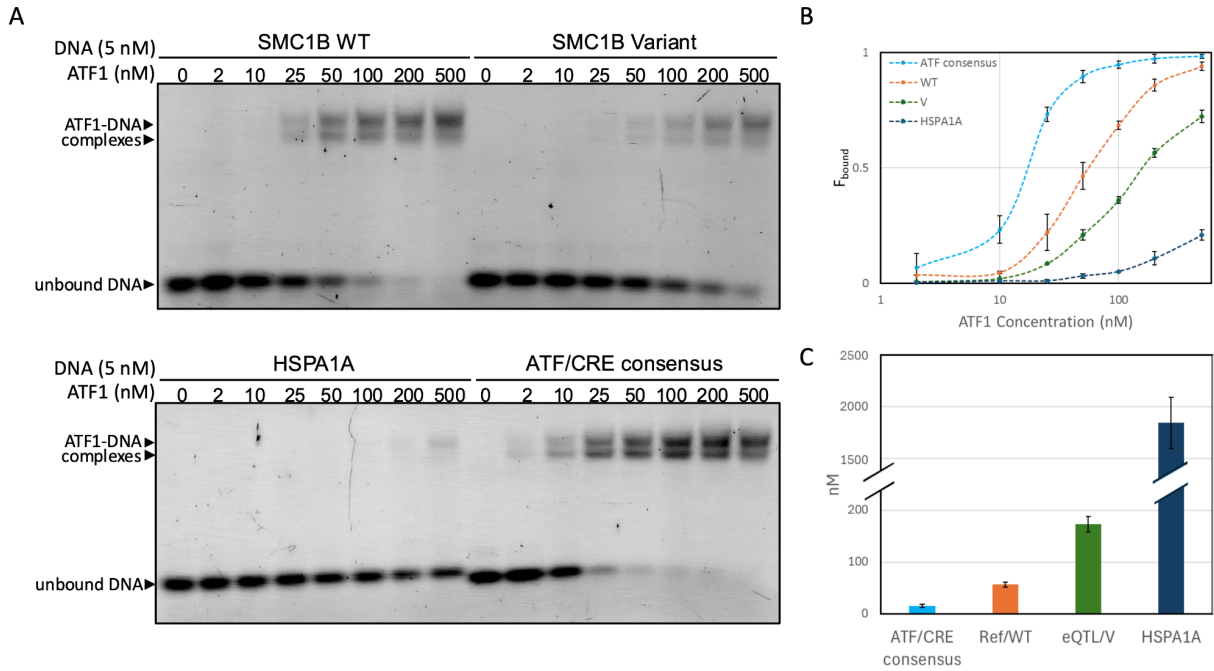 A
SMC1B WT SMC1B Variant
DNA (5 nM)
ATF1 (nM) 0 2 10 25 50 100 200 500 0 2 10 25 50 100 200 500
ATF1-DNA
complexes
unbound DNA
HSPA1A ATF/CRE consensus
DNA (5 nM)
ATF1 (nM) 0 2 10 25 50 100 200 500 0 2 10 25 50 100 200 500
ATF1-DNA
complexes
unbound DNA
B
1
ATF consensus
WT
V
HSPA1A
Fbound
0.5
0
1 10 100
ATF1 Concentration (nM)
C
2500
2000
1500
nM
200
100
0
ATF/CRE consensus Ref/WT eQTL/V HSPA1A